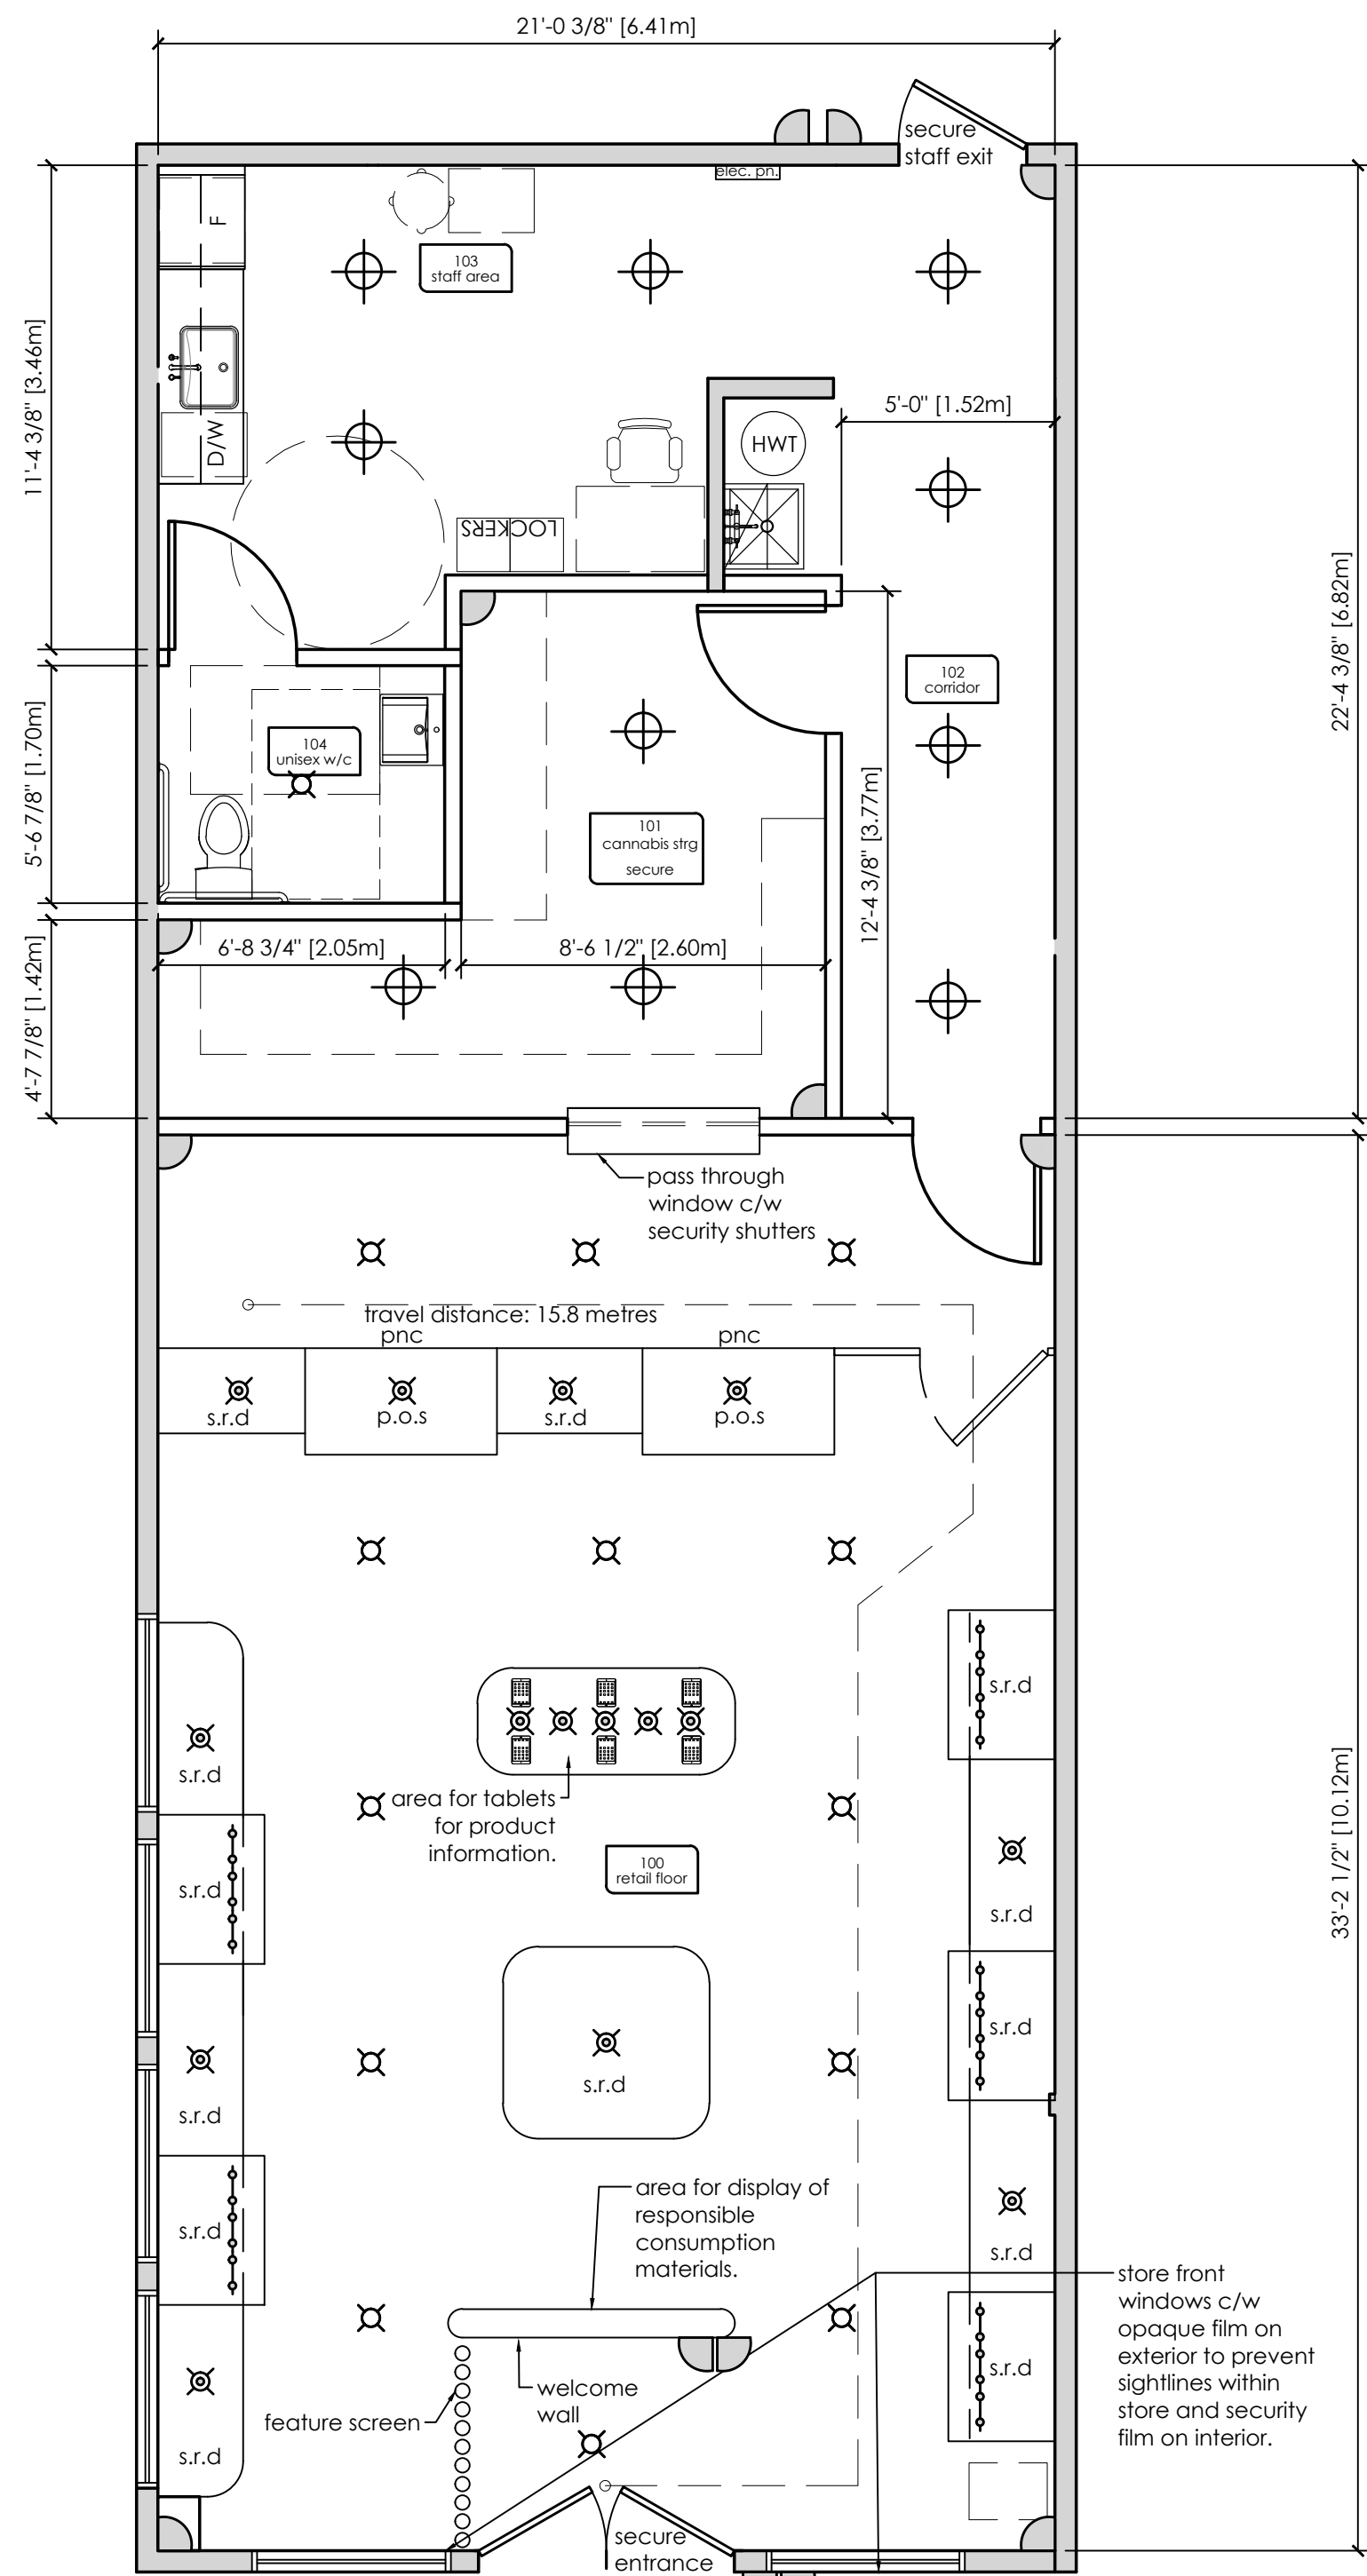 21'-0 3/8" [6.41m]
secure
staff exit
elec. pn.
F
103
staff area
11'-4 3/8" [3.46m]
5'-0" [1.52m]
HWT
D/W
LOCKERS
22'-4 3/8" [6.82m]
102
corridor
104
unisex w/c
5'-6 7/8" [1.70m]
101
cannabis strg
secure
12'-4 3/8" [3.77m]
6'-8 3/4" [2.05m]
8'-6 1/2" [2.60m]
4'-7 7/8" [1.42m]
pass through
window c/w
security shutters
travel distance: 15.8 metres
pnc
pnc
s.r.d
p.o.s
s.r.d
p.o.s
s.r.d
s.r.d
area for tablets
for product
information.
33'-2 1/2" [10.12m]
100
retail floor
s.r.d
s.r.d
s.r.d
s.r.d
s.r.d
area for display of
responsible
consumption
materials.
s.r.d
s.r.d
store front
windows c/w
opaque film on
exterior to prevent
sightlines within
store and security
film on interior.
s.r.d
welcome
wall
feature screen
s.r.d
secure
entrance